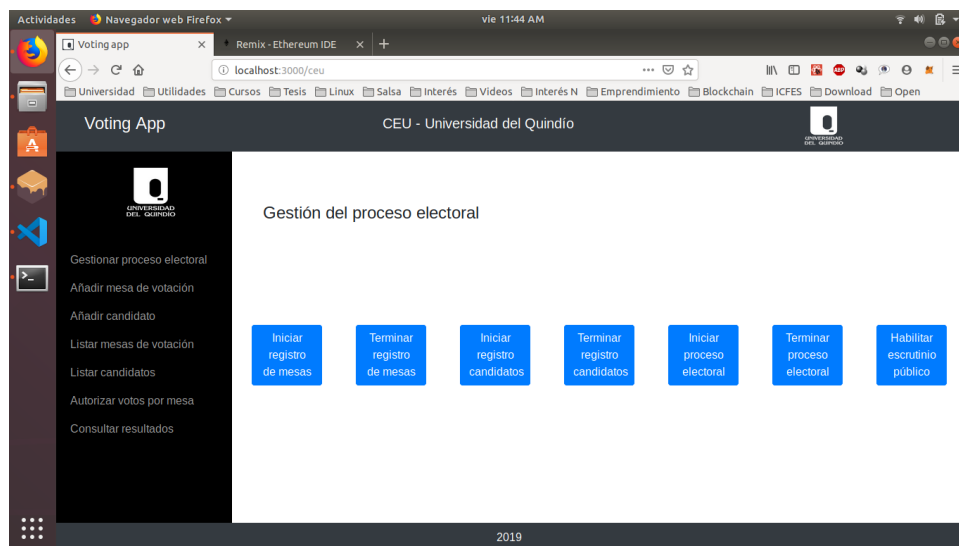 Actividades Navegador web Firefox vie 11:44 AM
Voting app Remix - Ethereum IDE
localhost:3000/ceu
Universidad Utilidades Cursos Tesis Linux Salsa Interés Videos Interés N Emprendimiento Blockchain ICFES Download Open
Voting App CEU - Universidad del Quindío UNIVERSIDAD
DEL QUINDÍO
UNIVERSIDAD
DEL QUINDÍO
Gestión del proceso electoral
Gestionar proceso electoral
Añadir mesa de votación
Añadir candidato
Listar mesas de votación
Listar candidatos
Autorizar votos por mesa
Consultar resultados
Iniciar
registro
de mesas
Terminar
registro
de mesas
Iniciar
registro
candidatos
Terminar
registro
candidatos
Iniciar
proceso
electoral
Terminar
proceso
electoral
Habilitar
escrutinio
público
2019